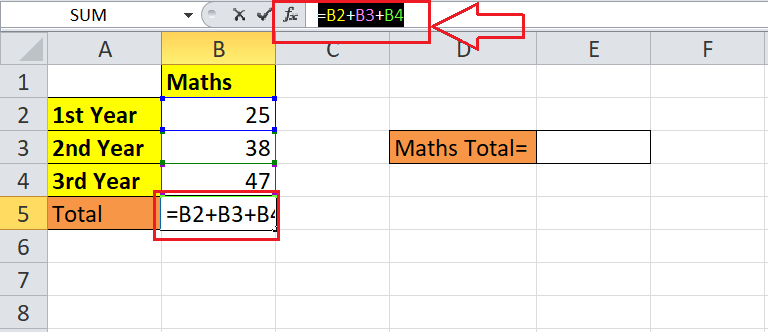 SUM fx =B2+B3+B4
A B C D E F
1 Maths
2 1st Year 25
3 2nd Year 38 Maths Total=
4 3rd Year 47
5 Total =B2+B3+B4
6
7
8